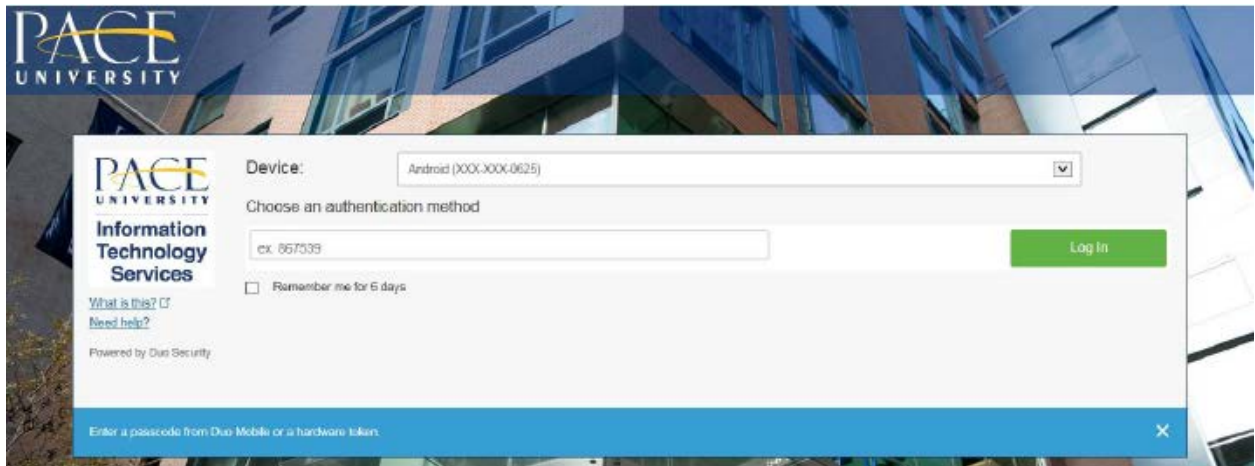 PACE
UNIVERSITY
PACE
UNIVERSITY
Information
Technology
Services
What is this?
Need help?
Powered by Duo Security
Device:
Android (XXX-XXX-0625)
Choose an authentication method
ex. 867539
Log In
Remember me for 6 days
Enter a passcode from Duo Mobile or a hardware token.